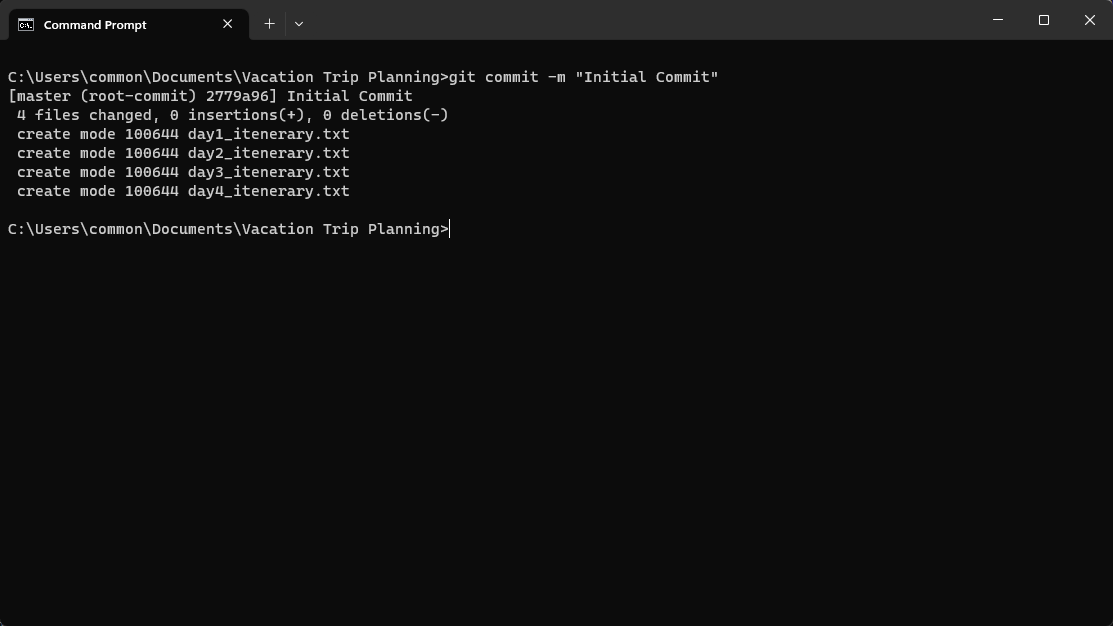 Command Prompt
C:\Users\common\Documents\Vacation Trip Planning>git commit -m "Initial Commit"
[master (root-commit) 2779a96] Initial Commit
 4 files changed, 0 insertions(+), 0 deletions(-)
 create mode 100644 day1_itenerary.txt
 create mode 100644 day2_itenerary.txt
 create mode 100644 day3_itenerary.txt
 create mode 100644 day4_itenerary.txt
C:\Users\common\Documents\Vacation Trip Planning>